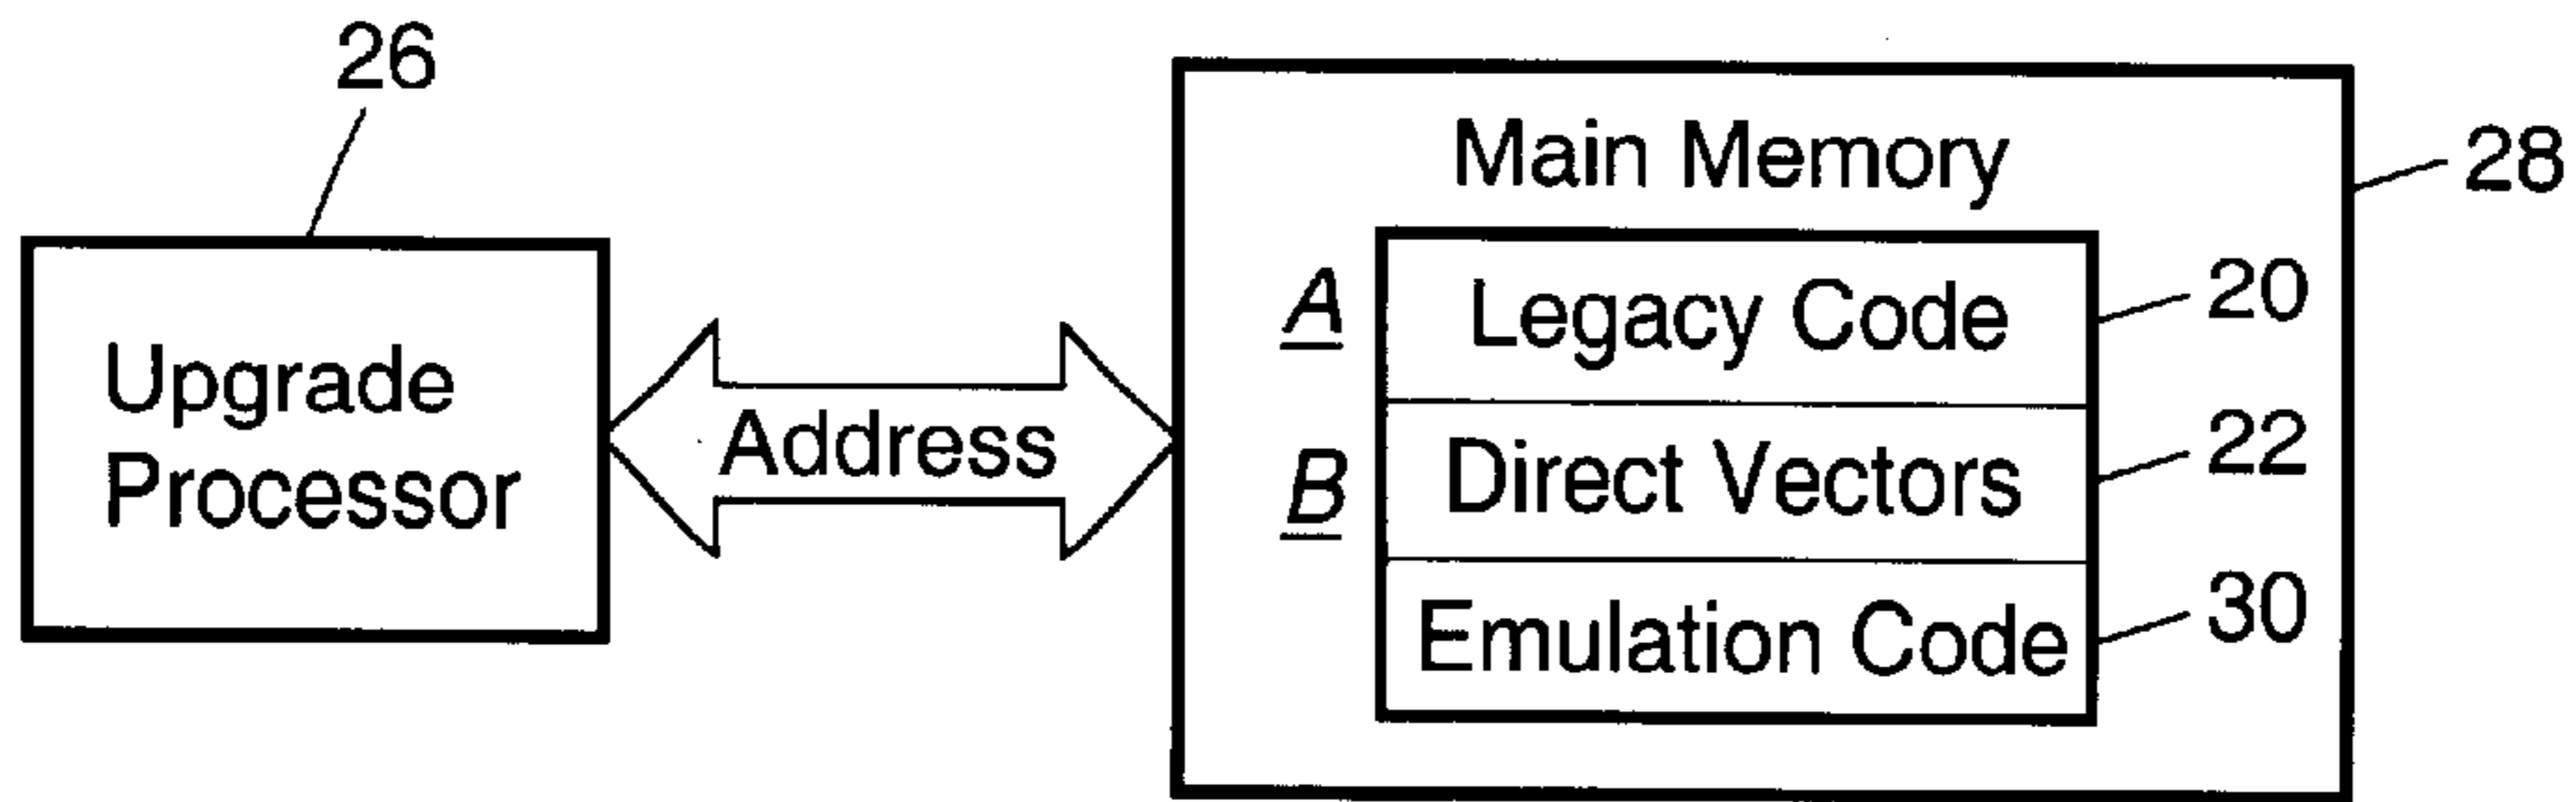 26
Upgrade
Processor
Address
Main Memory
28
A
Legacy Code
20
B
Direct Vectors
22
Emulation Code
30